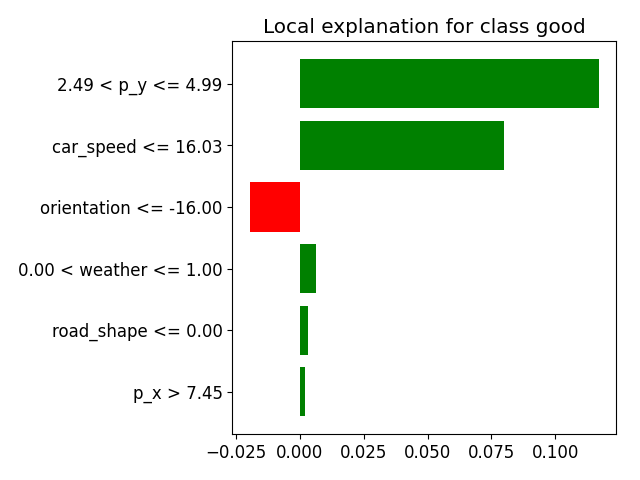 Local explanation for class good
2.49 < p_y <= 4.99
car_speed <= 16.03
orientation <= -16.00
0.00 < weather <= 1.00
road_shape <= 0.00
p_x > 7.45
−0.025 0.000 0.025 0.050 0.075 0.100